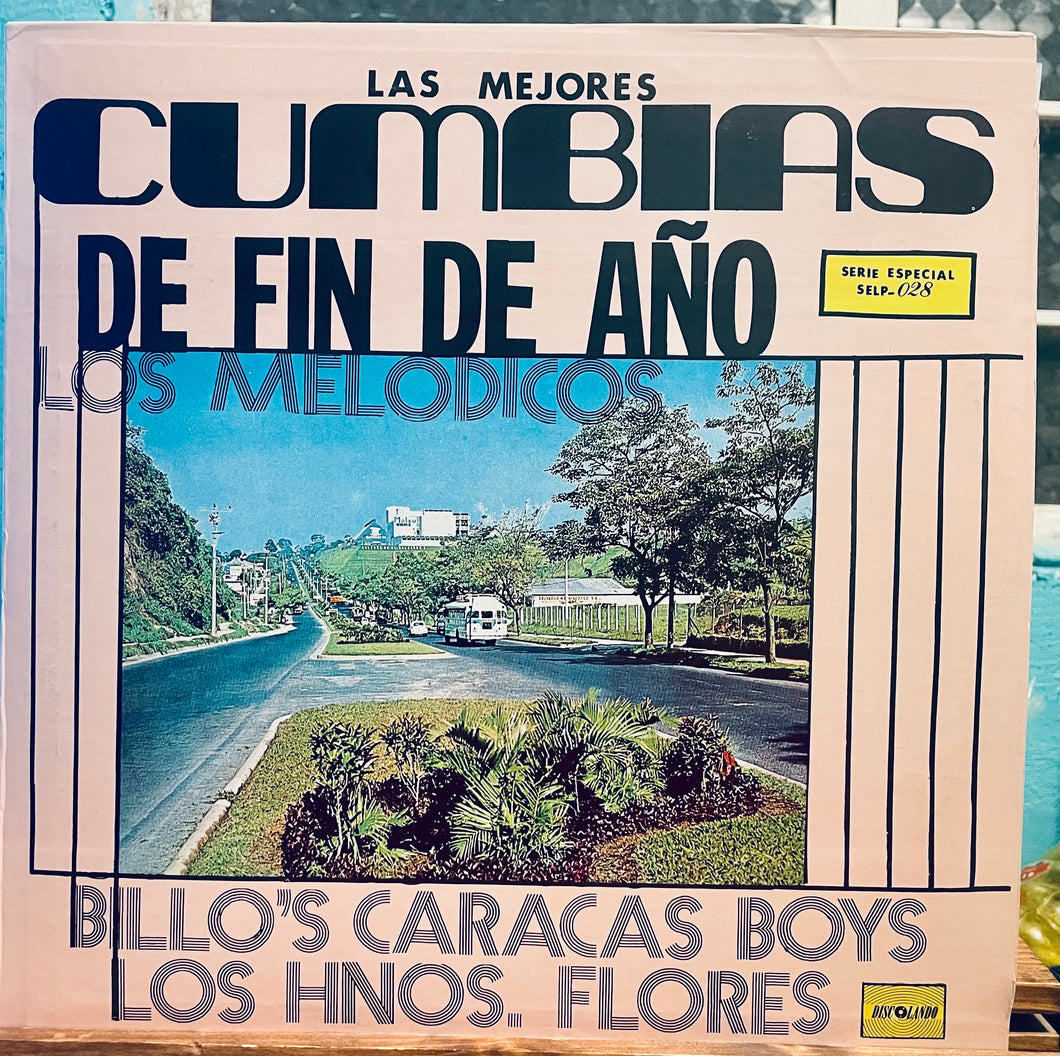 LAS MEJORES
CUMBIAS
DE FIN DE AÑO
SERIE ESPECIAL
SELP-028
LOS MELODICOS
BILLO'S CARACAS BOYS
LOS HNOS. FLORES
DISCOLANDO